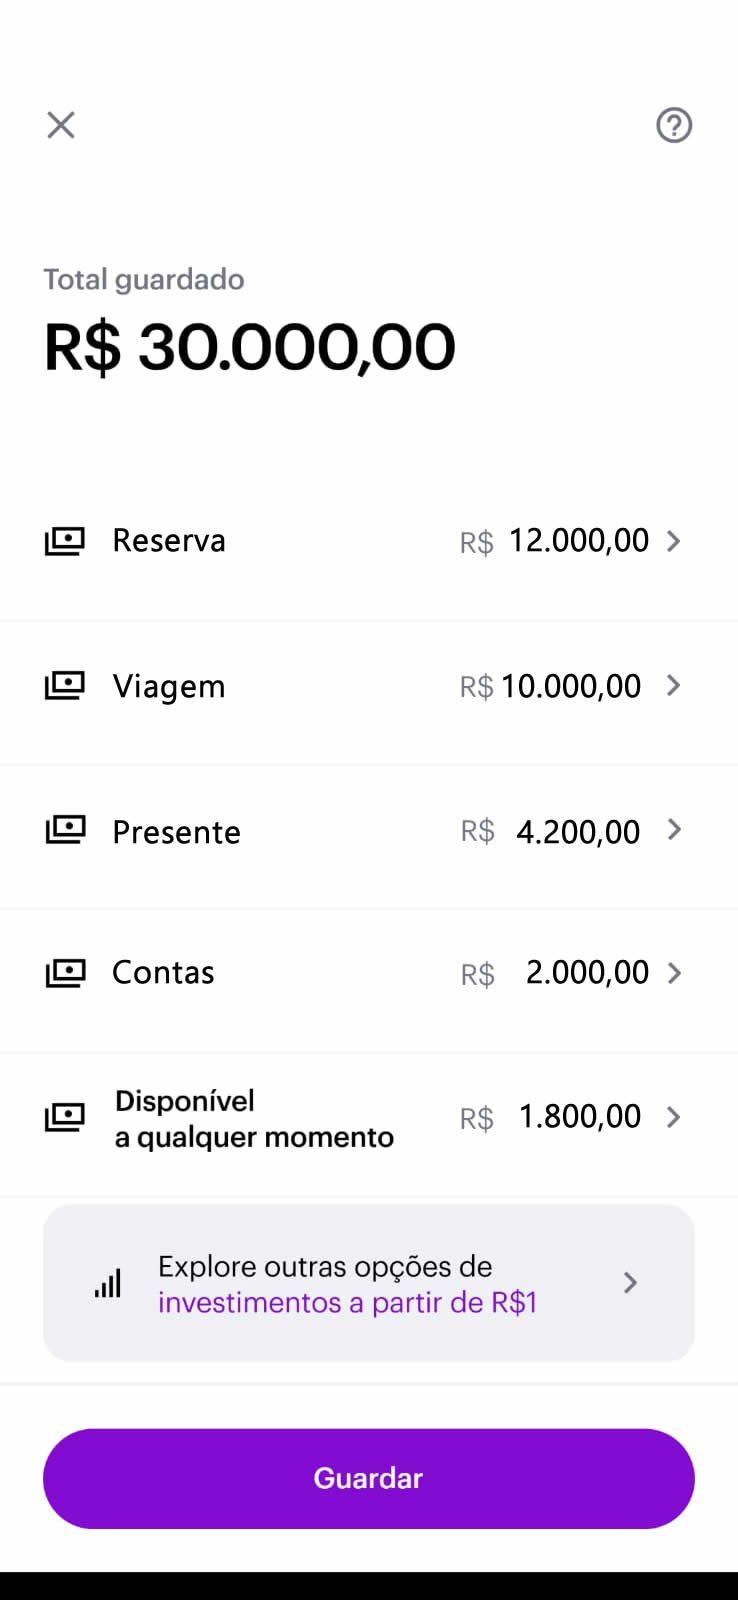 Total guardado
R$ 30.000,00
Reserva R$ 12.000,00
Viagem R$ 10.000,00
Presente R$ 4.200,00
Contas R$ 2.000,00
Disponível
a qualquer momento R$ 1.800,00
Explore outras opções de
investimentos a partir de R$1
Guardar